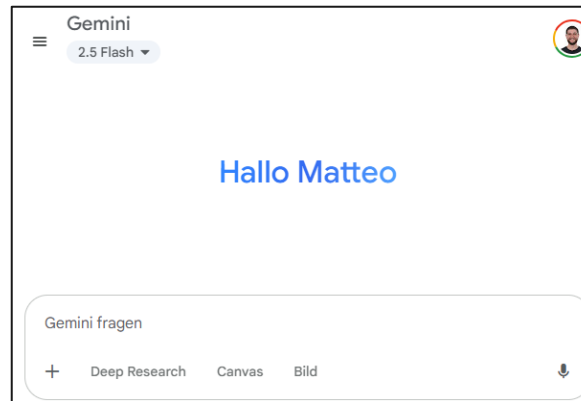 Gemini
2.5 Flash
Hallo Matteo
Gemini fragen
Deep Research Canvas Bild